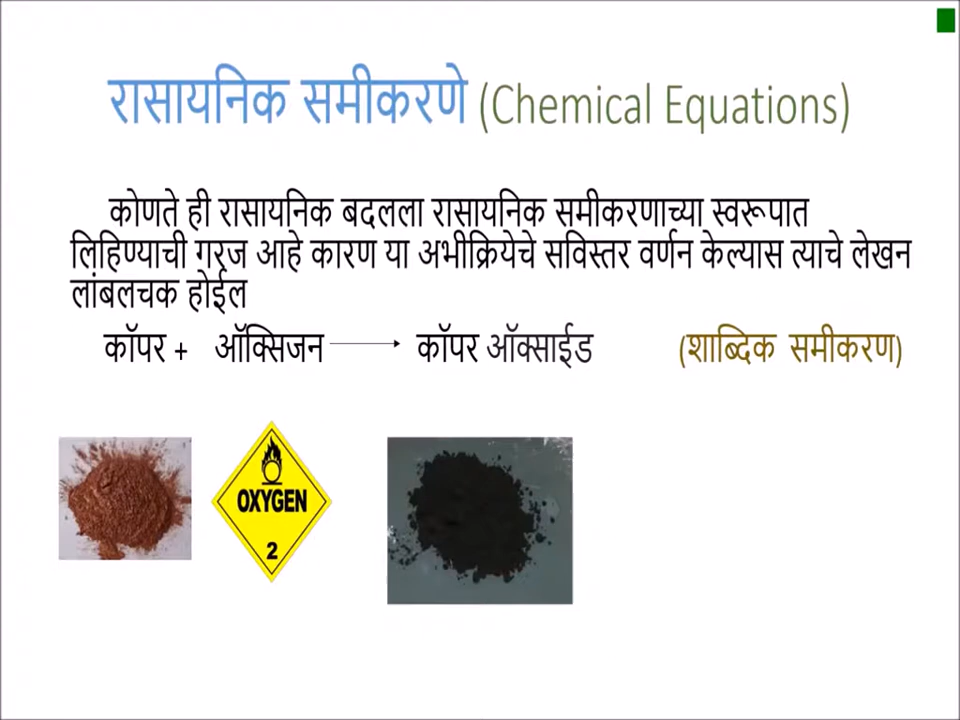 रासायनिक समीकरणे (Chemical Equations)
कोणते ही रासायनिक बदलला रासायनिक समीकरणाच्या स्वरूपात
लिहिण्याची गरज आहे कारण या अभीक्रियेचे सविस्तर वर्णन केल्यास त्याचे लेखन
लांबलचक होईल
कॉपर + ऑक्सिजन → कॉपर ऑक्साईड (शाब्दिक समीकरण)
OXYGEN
2